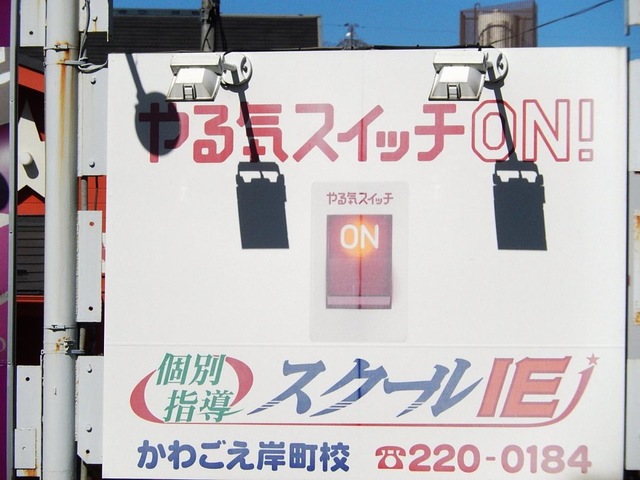 やる気スイッチON!
やる気スイッチ
ON
個別
指導
スクールIE
かわごえ岸町校 ☎220-0184